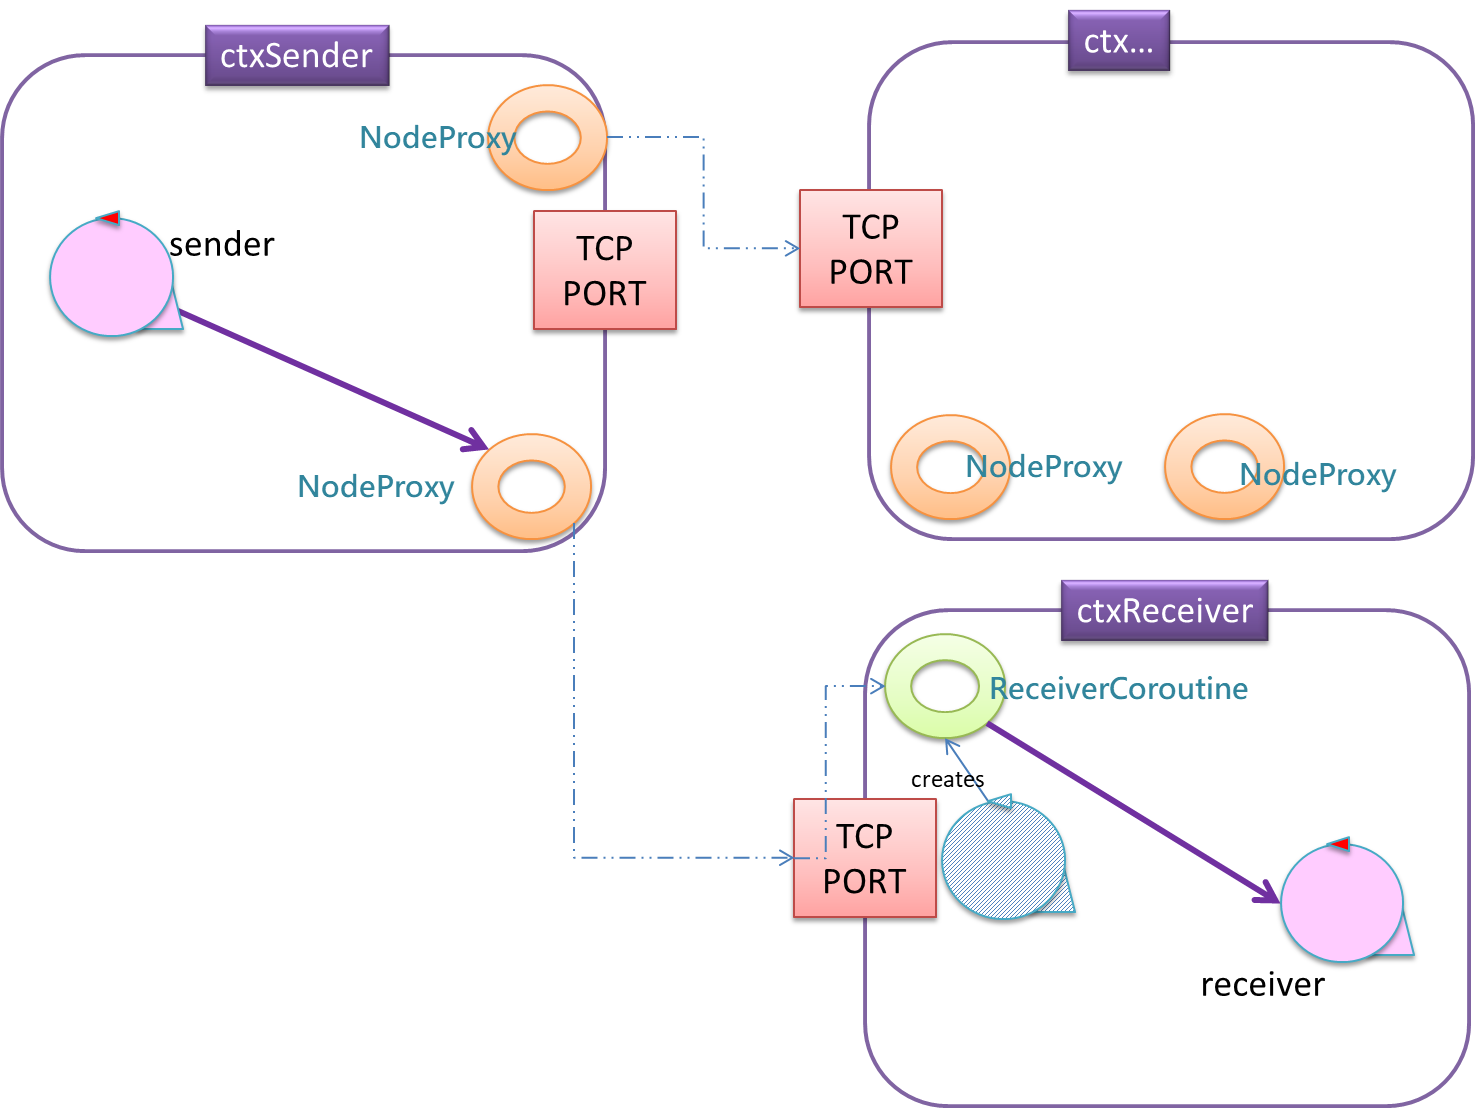 ctxSender
ctx...
NodeProxy
sender
TCP
PORT
TCP
PORT
NodeProxy
NodeProxy
NodeProxy
ctxReceiver
ReceiverCoroutine
creates
TCP
PORT
receiver